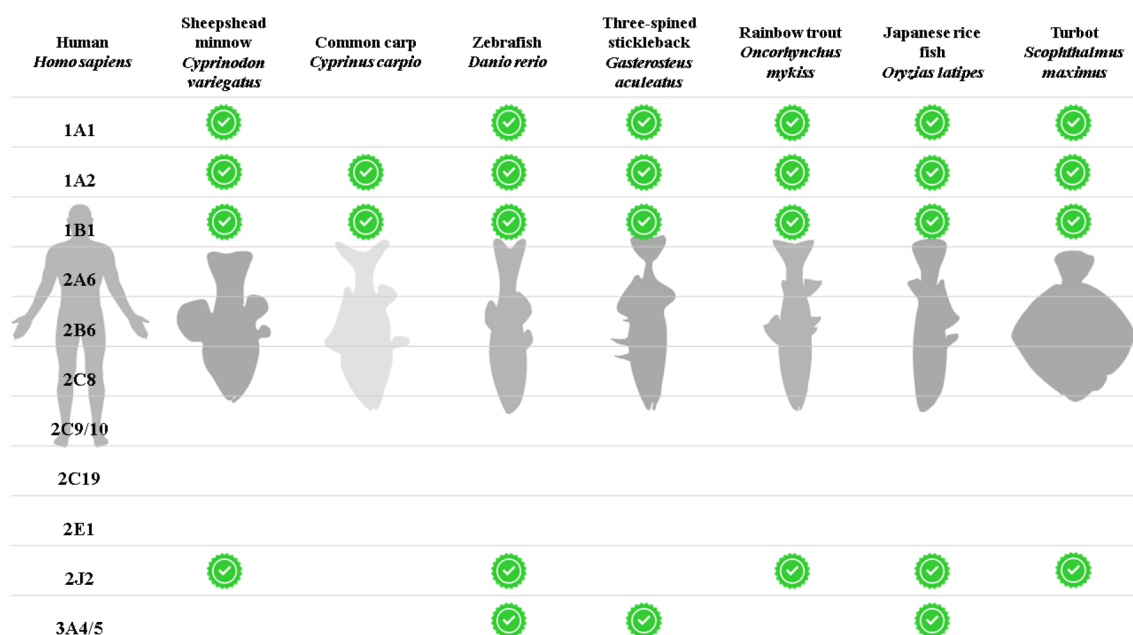 Human
Homo sapiens
Sheepshead
minnow
Cyprinodon
variegatus
Common carp
Cyprinus carpio
Zebrafish
Danio rerio
Three-spined
stickleback
Gasterosteus
aculeatus
Rainbow trout
Oncorhynchus
mykiss
Japanese rice
fish
Oryzias latipes
Turbot
Scophthalmus
maximus
1A1
1A2
1B1
2A6
2B6
2C8
2C9/10
2C19
2E1
2J2
3A4/5